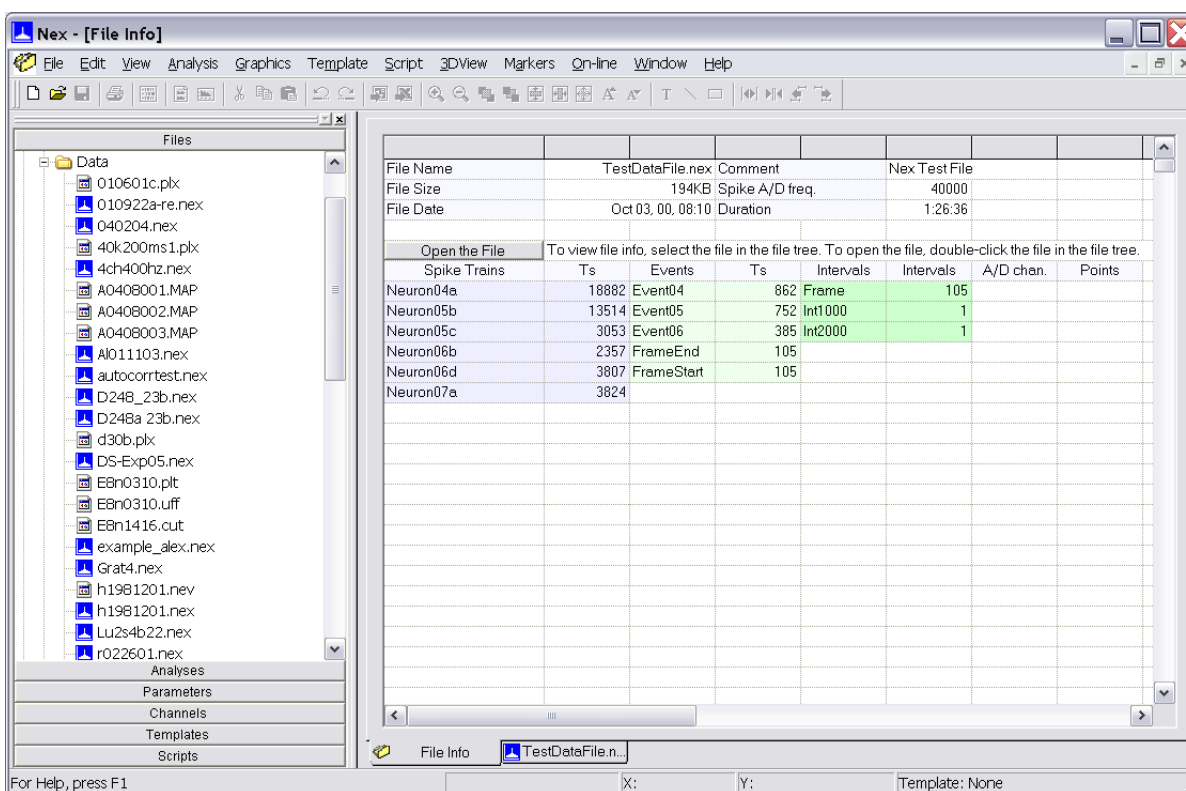 Nex - [File Info]
File Edit View Analysis Graphics Template Script 3DView Markers On-line Window Help
Files
Data
010601c.plx
010922a-re.nex
040204.nex
40k200ms1.plx
4ch400hz.nex
A0408001.MAP
A0408002.MAP
A0408003.MAP
Al011103.nex
autocorrtest.nex
D248_23b.nex
D248a 23b.nex
d30b.plx
DS-Exp05.nex
E8n0310.plt
E8n0310.uff
E8n1416.cut
example_alex.nex
Grat4.nex
h1981201.nev
h1981201.nex
Lu2s4b22.nex
r022601.nex
Analyses
Parameters
Channels
Templates
Scripts
File Name TestDataFile.nex Comment Nex Test File
File Size 194KB Spike A/D freq. 40000
File Date Oct 03, 00, 08:10 Duration 1:26:36
Open the File To view file info, select the file in the file tree. To open the file, double-click the file in the file tree.
Spike Trains Ts Events Ts Intervals Intervals A/D chan. Points
Neuron04a 18882 Event04 862 Frame 105
Neuron05b 13514 Event05 752 Int1000 1
Neuron05c 3053 Event06 385 Int2000 1
Neuron06b 2357 FrameEnd 105
Neuron06d 3807 FrameStart 105
Neuron07a 3824
File Info TestDataFile.n...
For Help, press F1 X: Y: Template: None